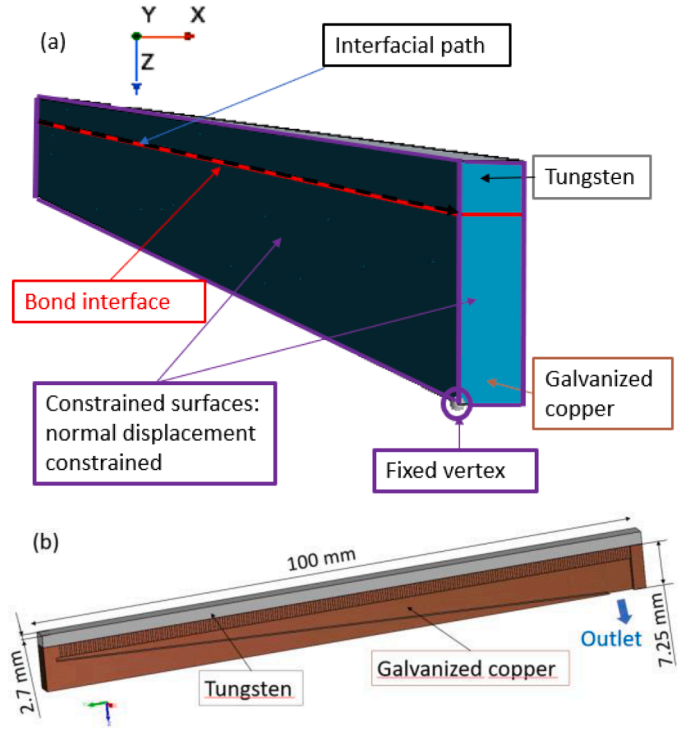 (a)
Y
X
Z
Interfacial path
Tungsten
Bond interface
Galvanized
copper
Constrained surfaces:
normal displacement
constrained
Fixed vertex
(b)
100 mm
7.25 mm
Outlet
2.7 mm
Galvanized copper
Tungsten